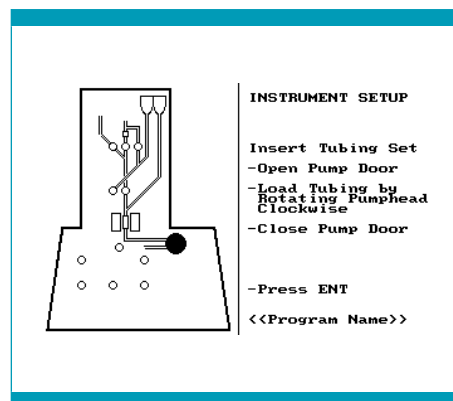 INSTRUMENT SETUP
Insert Tubing Set
-Open Pump Door
-Load Tubing by
Rotating Pumphead
Clockwise
-Close Pump Door
-Press ENT
<<Program Name>>